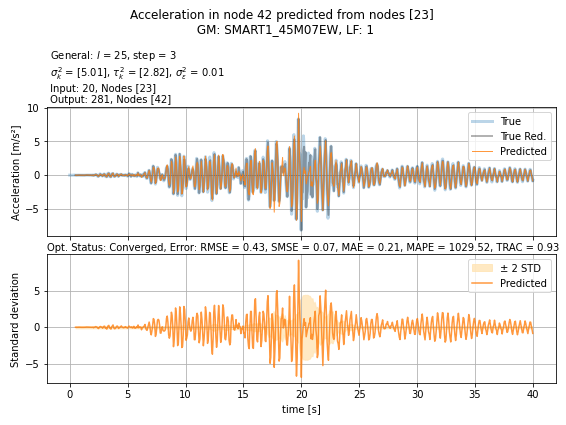 Acceleration in node 42 predicted from nodes [23]
GM: SMART1_45M07EW, LF: 1
General: l = 25, step = 3
σ²ₖ = [5.01], τ²ₖ = [2.82], σ²ε = 0.01
Input: 20, Nodes [23]
Output: 281, Nodes [42]
10
5
0
−5
Acceleration [m/s²]
True
True Red.
Predicted
Opt. Status: Converged, Error: RMSE = 0.43, SMSE = 0.07, MAE = 0.21, MAPE = 1029.52, TRAC = 0.93
5
0
−5
Standard deviation
± 2 STD
Predicted
0 5 10 15 20 25 30 35 40
time [s]